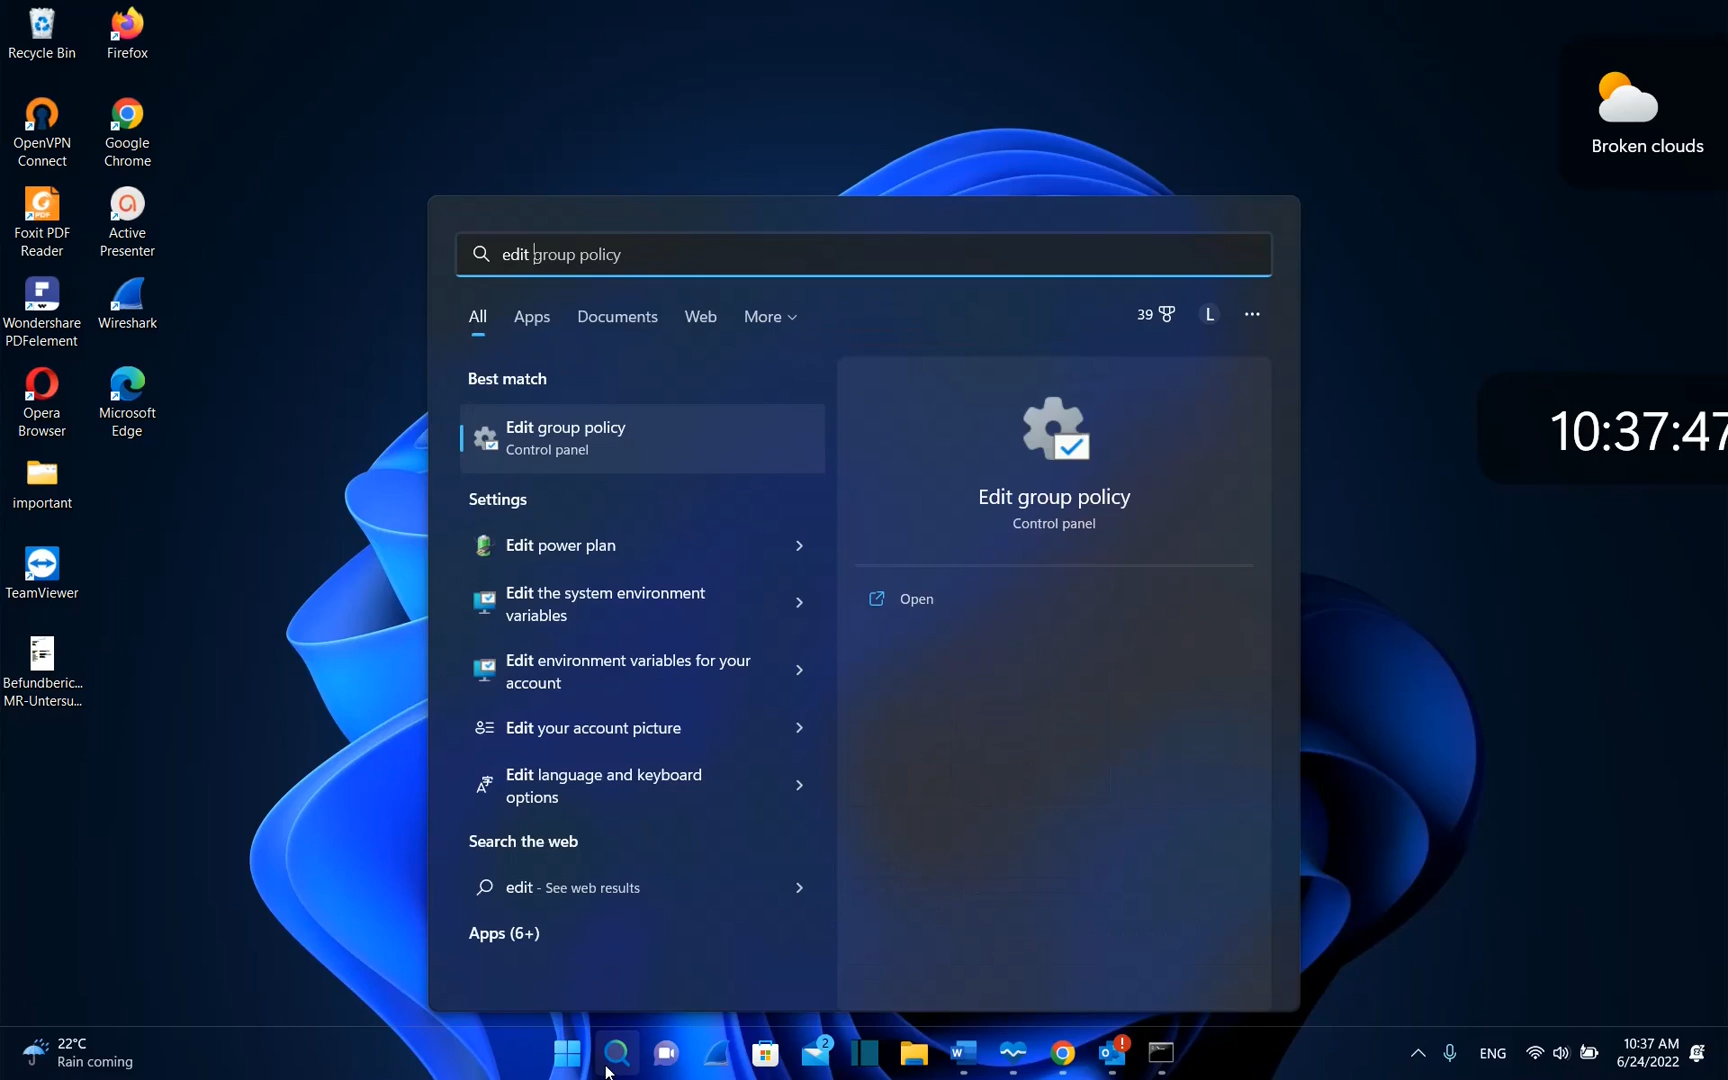 Recycle Bin
Firefox
OpenVPN
Connect
Google
Chrome
Foxit PDF
Reader
Active
Presenter
Wondershare
PDFelement
Wireshark
Opera
Browser
Microsoft
Edge
important
TeamViewer
Befundberic...
MR-Untersu...
Broken clouds
10:37:47
edit group policy
All
Apps
Documents
Web
More
39
L
Best match
Edit group policy
Control panel
Settings
Edit power plan
Edit the system environment
variables
Edit environment variables for your
account
Edit your account picture
Edit language and keyboard
options
Search the web
edit - See web results
Apps (6+)
Edit group policy
Control panel
Open
22°C
Rain coming
2
ENG
10:37 AM
6/24/2022